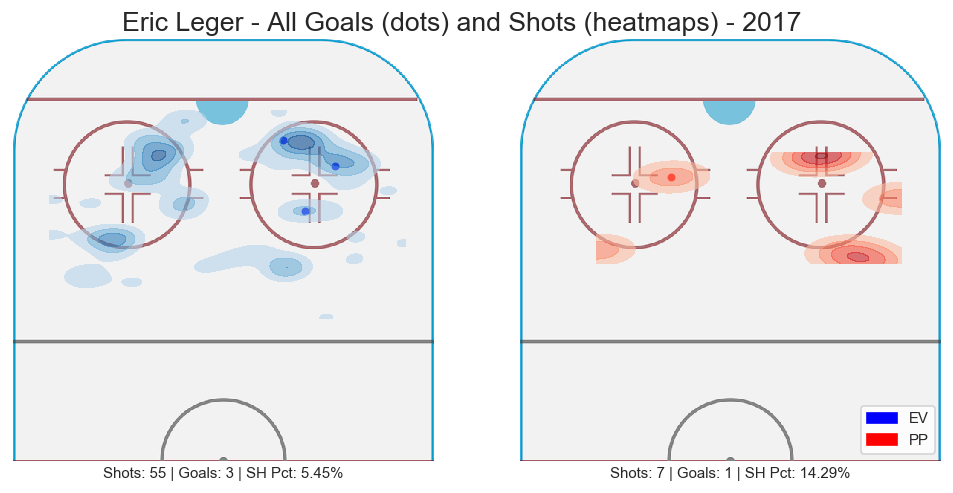 Eric Leger - All Goals (dots) and Shots (heatmaps) - 2017
EV
PP
Shots: 55 | Goals: 3 | SH Pct: 5.45%
Shots: 7 | Goals: 1 | SH Pct: 14.29%